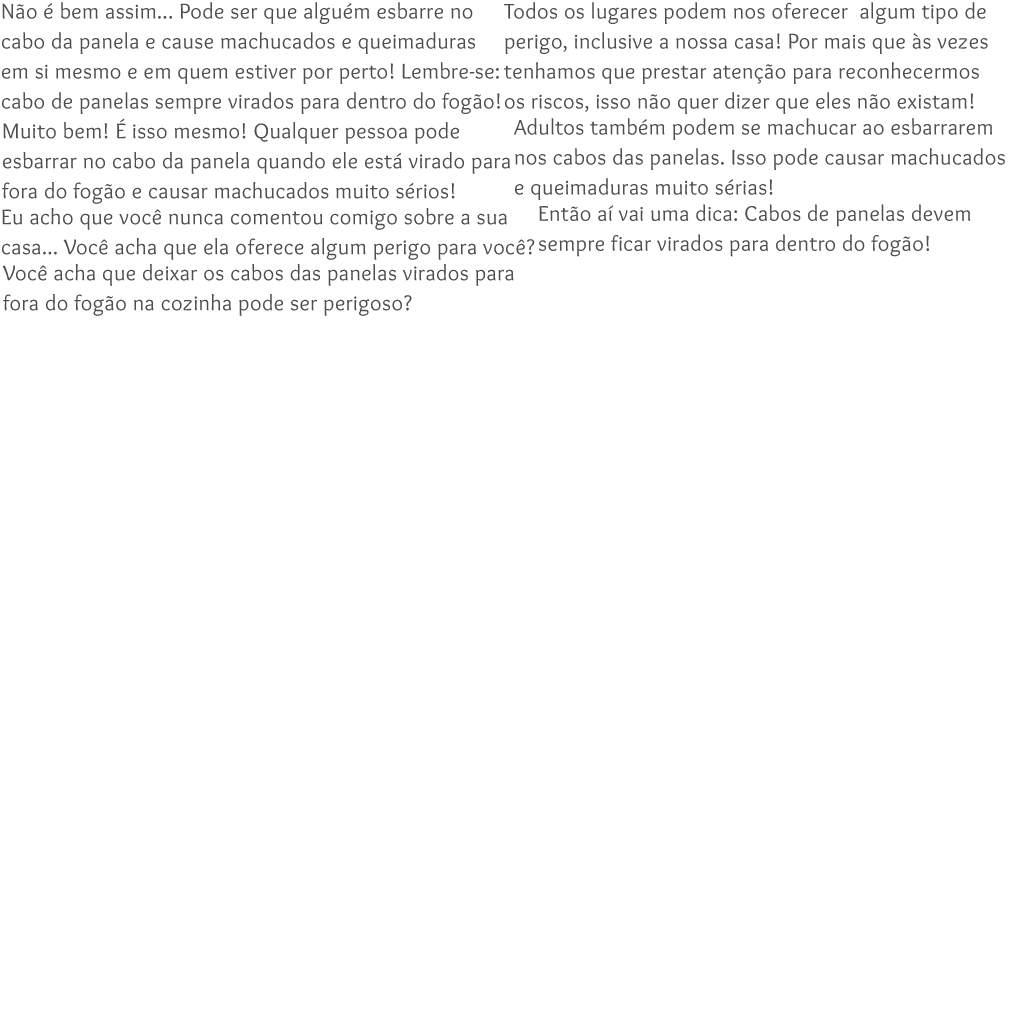 Não é bem assim... Pode ser que alguém esbarre no
cabo da panela e cause machucados e queimaduras
em si mesmo e em quem estiver por perto! Lembre-se:
cabo de panelas sempre virados para dentro do fogão!
Todos os lugares podem nos oferecer  algum tipo de
perigo, inclusive a nossa casa! Por mais que às vezes
tenhamos que prestar atenção para reconhecermos
os riscos, isso não quer dizer que eles não existam!
Muito bem! É isso mesmo! Qualquer pessoa pode
esbarrar no cabo da panela quando ele está virado para
fora do fogão e causar machucados muito sérios!
Adultos também podem se machucar ao esbarrarem
nos cabos das panelas. Isso pode causar machucados
e queimaduras muito sérias!
Eu acho que você nunca comentou comigo sobre a sua
casa... Você acha que ela oferece algum perigo para você?
Então aí vai uma dica: Cabos de panelas devem
sempre ficar virados para dentro do fogão!
Você acha que deixar os cabos das panelas virados para
fora do fogão na cozinha pode ser perigoso?